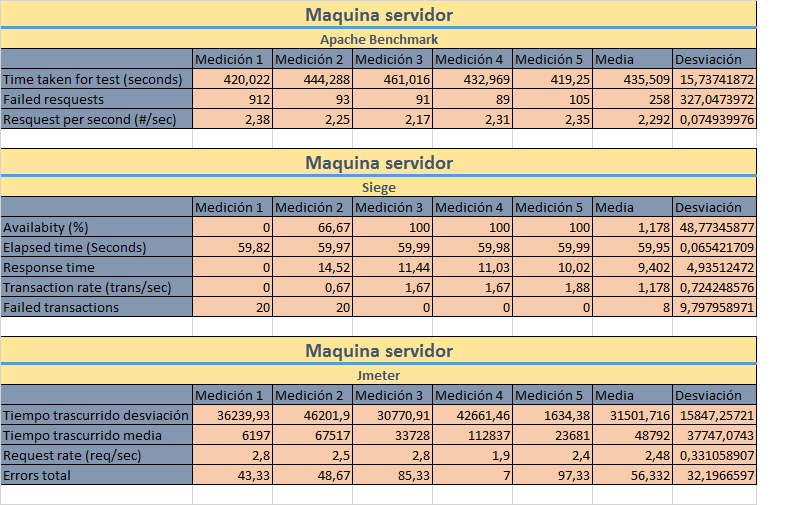 Maquina servidor
Apache Benchmark
Medición 1 Medición 2 Medición 3 Medición 4 Medición 5 Media Desviación
Time taken for test (seconds) 420,022 444,288 461,016 432,969 419,25 435,509 15,73741872
Failed resquests 912 93 91 89 105 258 327,0473972
Resquest per second (#/sec) 2,38 2,25 2,17 2,31 2,35 2,292 0,074939976
Maquina servidor
Siege
Medición 1 Medición 2 Medición 3 Medición 4 Medición 5 Media Desviación
Availabity (%) 0 66,67 100 100 100 1,178 48,77345877
Elapsed time (Seconds) 59,82 59,97 59,99 59,98 59,99 59,95 0,065421709
Response time 0 14,52 11,44 11,03 10,02 9,402 4,93512472
Transaction rate (trans/sec) 0 0,67 1,67 1,67 1,88 1,178 0,724248576
Failed transactions 20 20 0 0 0 8 9,797958971
Maquina servidor
Jmeter
Medición 1 Medición 2 Medición 3 Medición 4 Medición 5 Media Desviación
Tiempo trascurrido desviación 36239,93 46201,9 30770,91 42661,46 1634,38 31501,716 15847,25721
Tiempo trascurrido media 6197 67517 33728 112837 23681 48792 37747,0743
Request rate (req/sec) 2,8 2,5 2,8 1,9 2,4 2,48 0,331058907
Errors total 43,33 48,67 85,33 7 97,33 56,332 32,1966597